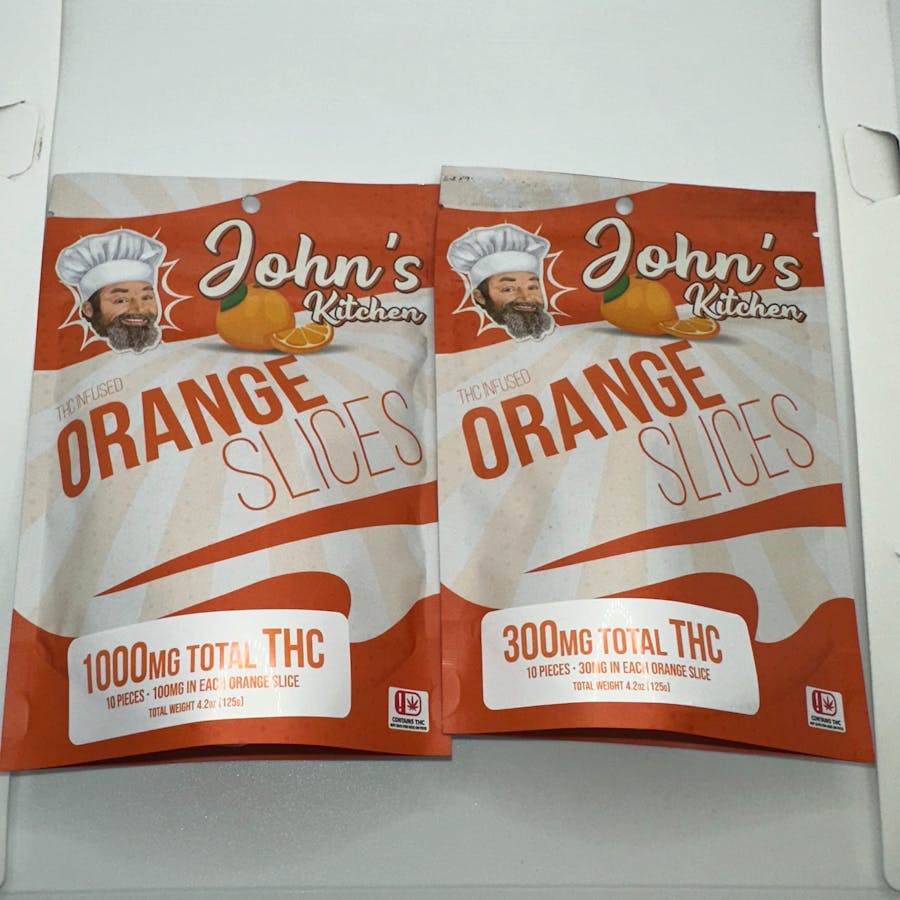 John's
Kitchen
THC INFUSED
ORANGE
SLICES
1000MG TOTAL THC
10 PIECES · 100MG IN EACH ORANGE SLICE
TOTAL WEIGHT 4.2oz (125g)
CONTAINS THC
John's
Kitchen
THC INFUSED
ORANGE
SLICES
300MG TOTAL THC
10 PIECES · 30MG IN EACH ORANGE SLICE
TOTAL WEIGHT 4.2oz (125g)
CONTAINS THC